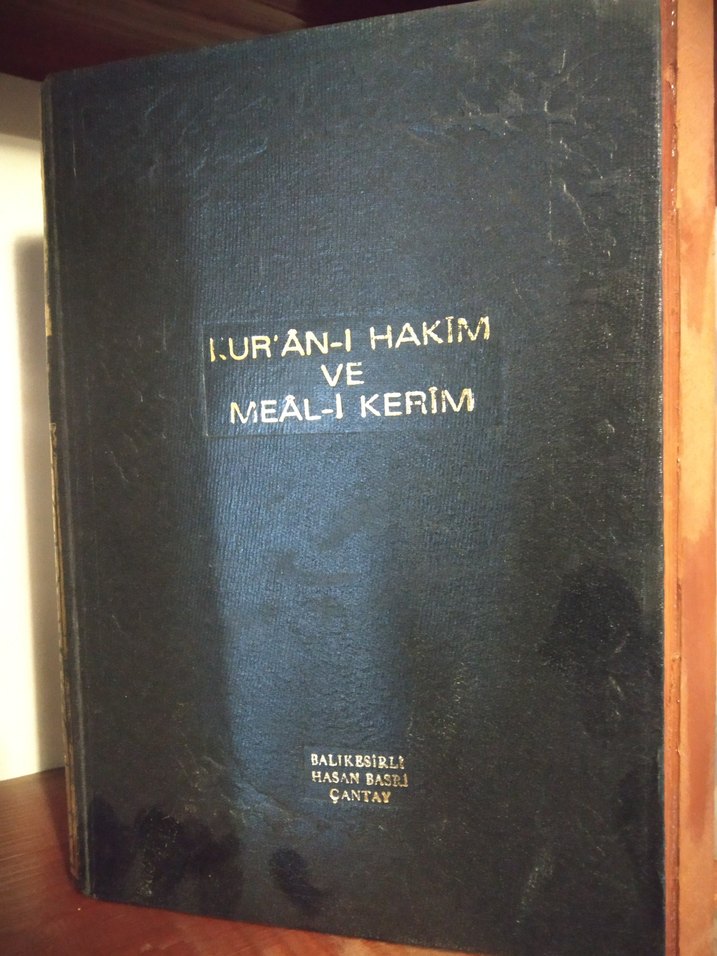 KUR'ÂN-I HAKÎM
VE
MEÂL-İ KERÎM
BALIKESİRLİ
HASAN BASRİ
ÇANTAY